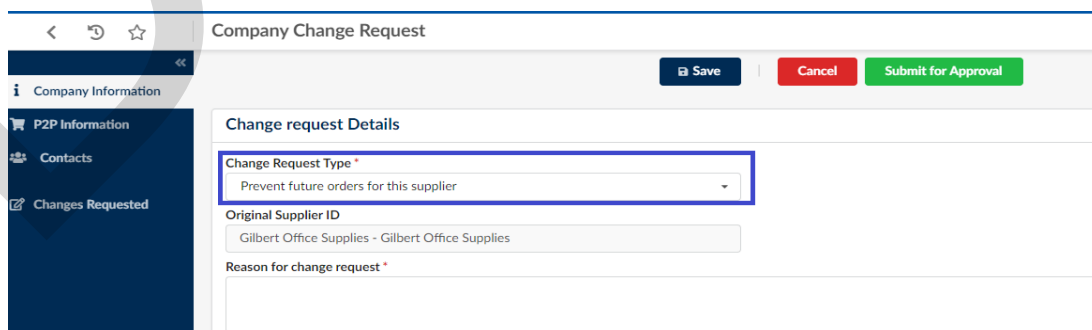 Company Change Request
«
Save
Cancel
Submit for Approval
i Company Information
P2P Information
Contacts
Changes Requested
Change request Details
Change Request Type *
Prevent future orders for this supplier
Original Supplier ID
Gilbert Office Supplies - Gilbert Office Supplies
Reason for change request *